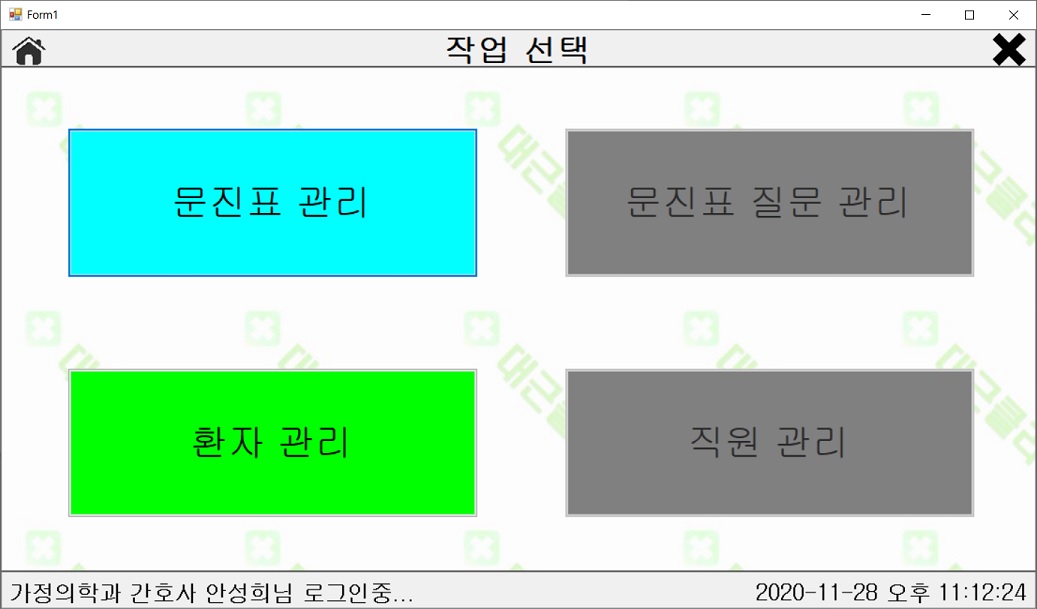 Form1
작업 선택
문진표 관리
문진표 질문 관리
환자 관리
직원 관리
가정의학과 간호사 안성희님 로그인중...
2020-11-28 오후 11:12:24